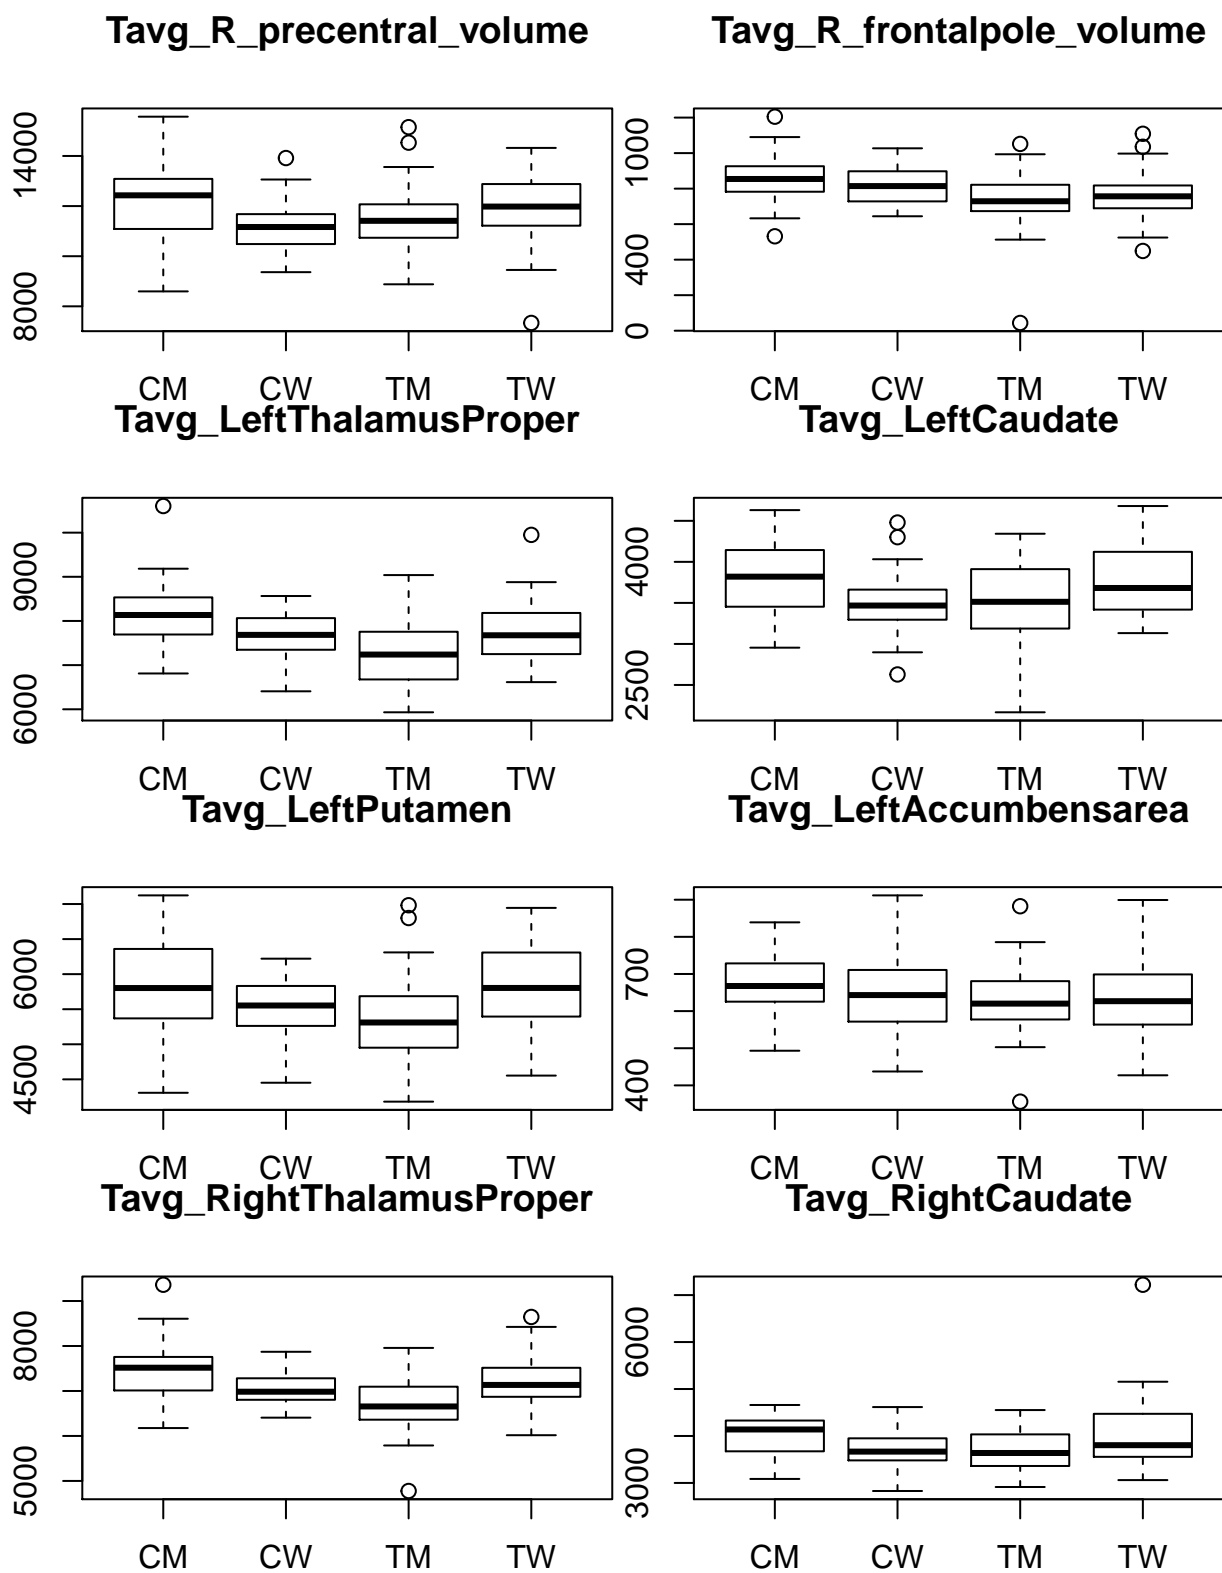 Tavg_R_precentral_volume
Tavg_R_frontalpole_volume
14000
8000
CM CW TM TW
1000
400
0
CM CW TM TW
Tavg_LeftThalamusProper
Tavg_LeftCaudate
9000
6000
CM CW TM TW
4000
2500
CM CW TM TW
Tavg_LeftPutamen
Tavg_LeftAccumbensarea
6000
4500
CM CW TM TW
700
400
CM CW TM TW
Tavg_RightThalamusProper
Tavg_RightCaudate
8000
5000
CM CW TM TW
6000
3000
CM CW TM TW